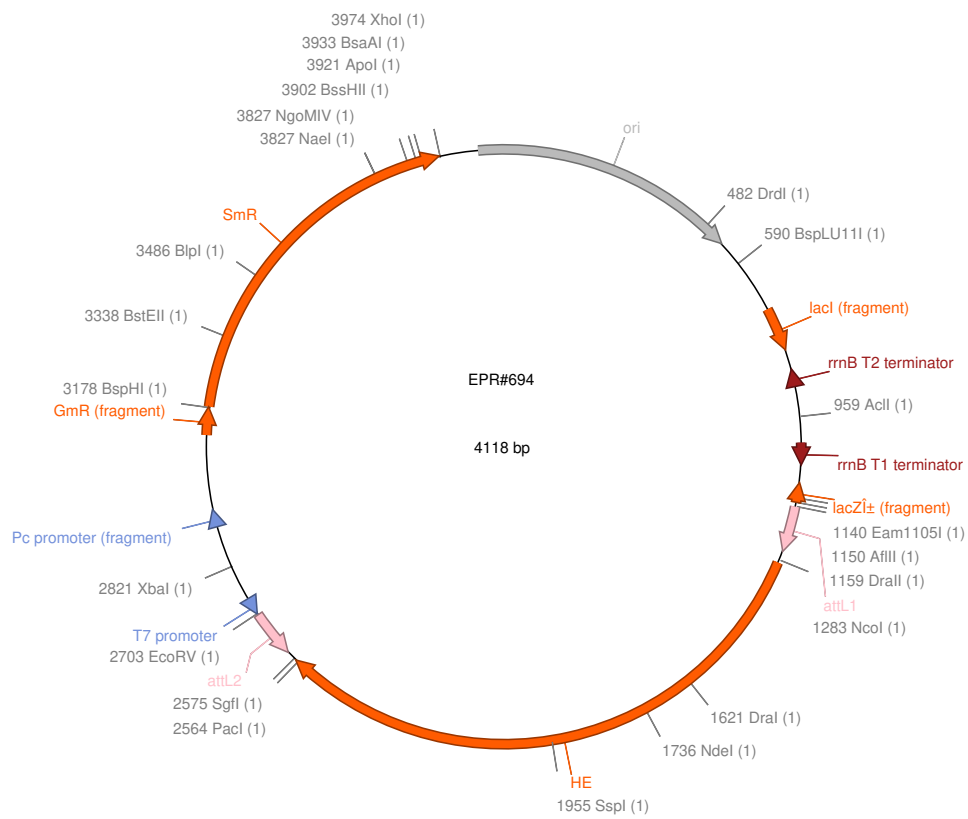 3974 XhoI (1)
3933 BsaAI (1)
3921 ApoI (1)
3902 BssHII (1)
3827 NgoMIV (1)
3827 NaeI (1)
ori
482 DrdI (1)
590 BspLU11I (1)
SmR
3486 BlpI (1)
3338 BstEII (1)
3178 BspHI (1)
GmR (fragment)
lacI (fragment)
rrnB T2 terminator
EPR#694
959 AclI (1)
4118 bp
rrnB T1 terminator
lacZÎ± (fragment)
1140 Eam1105I (1)
1150 AflII (1)
1159 DraII (1)
attL1
1283 NcoI (1)
Pc promoter (fragment)
2821 XbaI (1)
T7 promoter
2703 EcoRV (1)
attL2
2575 SgfI (1)
2564 PacI (1)
1621 DraI (1)
1736 NdeI (1)
HE
1955 SspI (1)